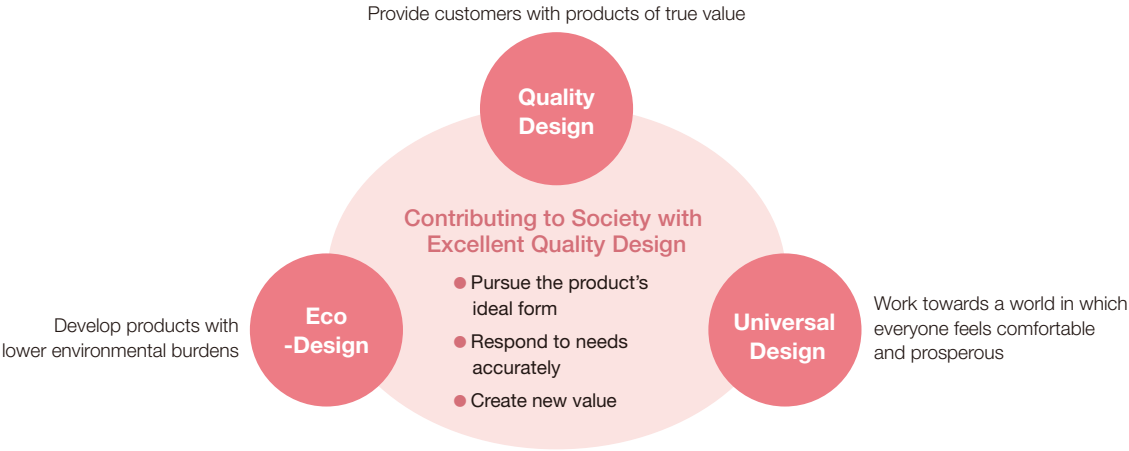 Provide customers with products of true value
Quality
Design
Contributing to Society with
Excellent Quality Design
● Pursue the product's
ideal form
● Respond to needs
accurately
● Create new value
Eco
-Design
Develop products with
lower environmental burdens
Universal
Design
Work towards a world in which
everyone feels comfortable
and prosperous